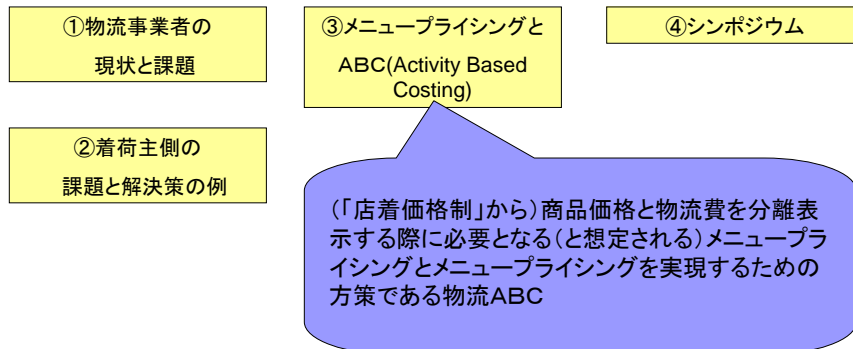 ①物流事業者の
現状と課題
②着荷主側の
課題と解決策の例
③メニュープライシングと
ABC(Activity Based
Costing)
④シンポジウム
(「店着価格制」から)商品価格と物流費を分離表
示する際に必要となる(と想定される)メニュープラ
イシングとメニュープライシングを実現するための
方策である物流ABC